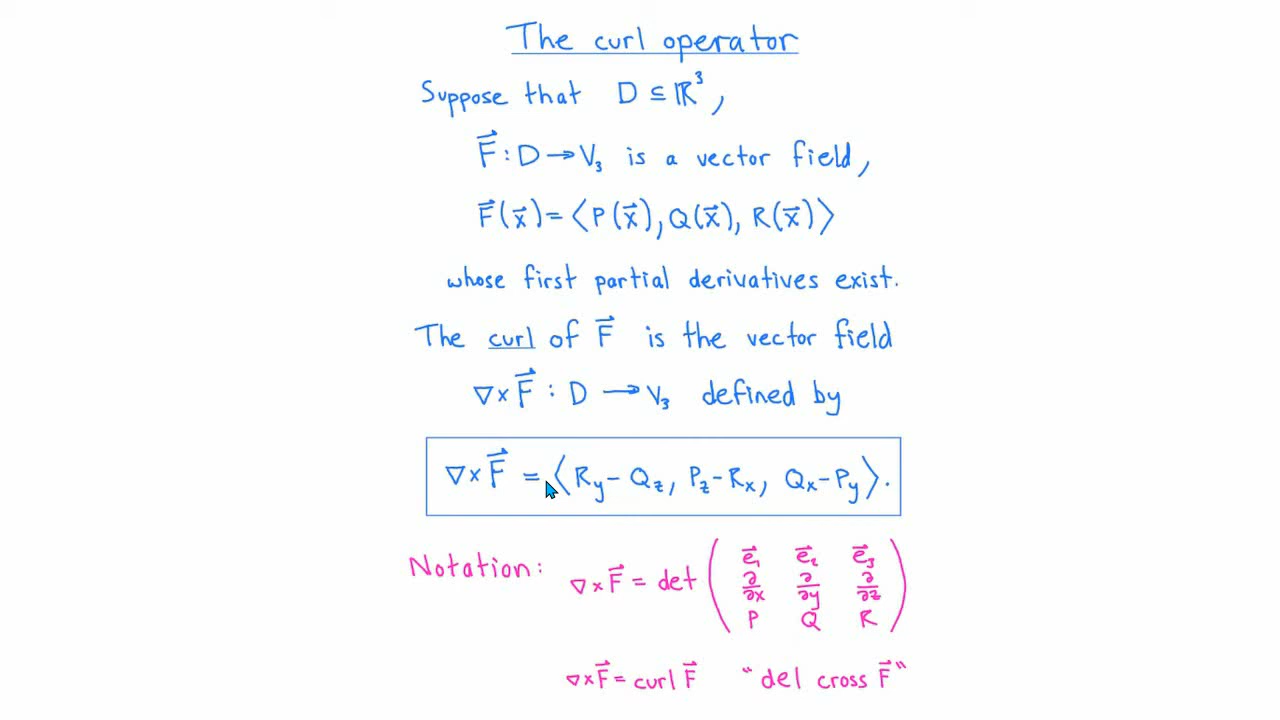 The curl operator
Suppose that D ⊆ ℝ³,
F⃗ : D → V₃ is a vector field,
F⃗(x⃗) = ⟨P(x⃗), Q(x⃗), R(x⃗)⟩
whose first partial derivatives exist.
The curl of F⃗ is the vector field
∇×F⃗ : D → V₃ defined by
∇×F⃗ = ⟨R_y − Q_z, P_z − R_x, Q_x − P_y⟩.
Notation: ∇×F⃗ = det ( e⃗₁ e⃗₂ e⃗₃
∂/∂x ∂/∂y ∂/∂z
P Q R )
∇×F⃗ = curl F⃗ "del cross F⃗"